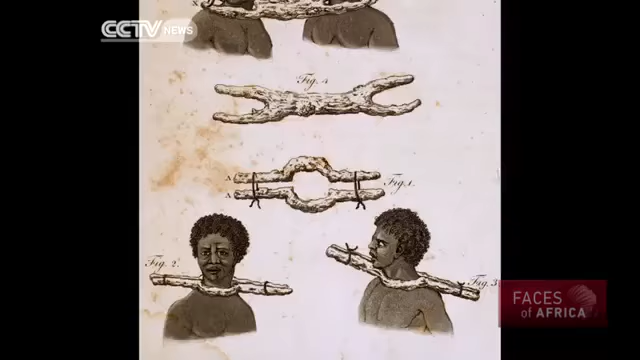 CCTV NEWS
Fig. 4
A
Fig. 1.
A
Fig. 2.
Fig. 3
FACES
of AFRICA